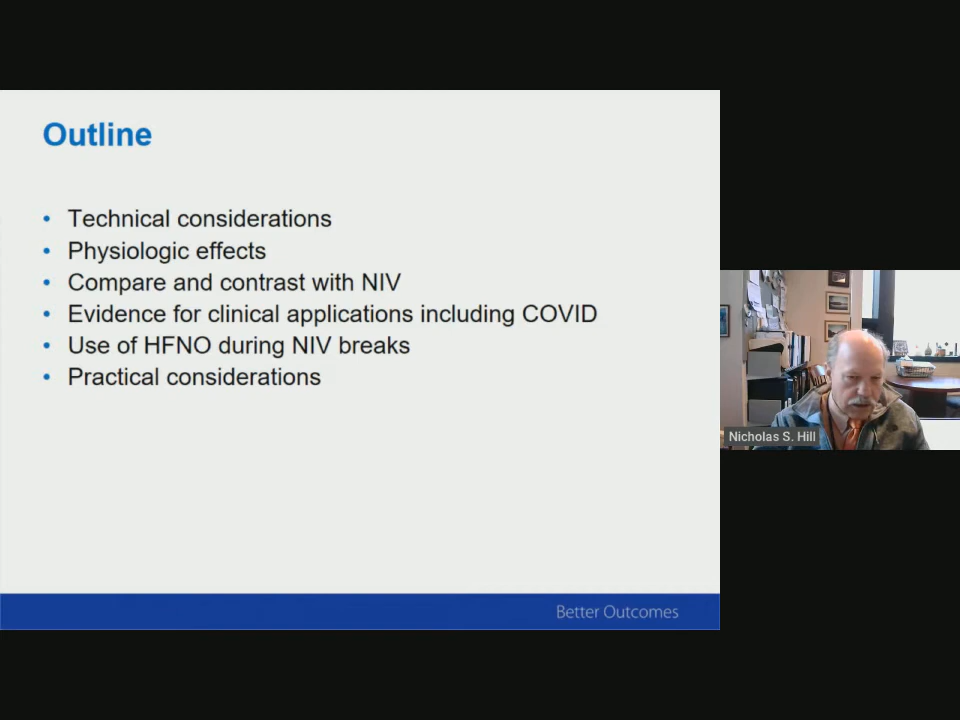 Outline
• Technical considerations
• Physiologic effects
• Compare and contrast with NIV
• Evidence for clinical applications including COVID
• Use of HFNO during NIV breaks
• Practical considerations
Nicholas S. Hill
Better Outcomes